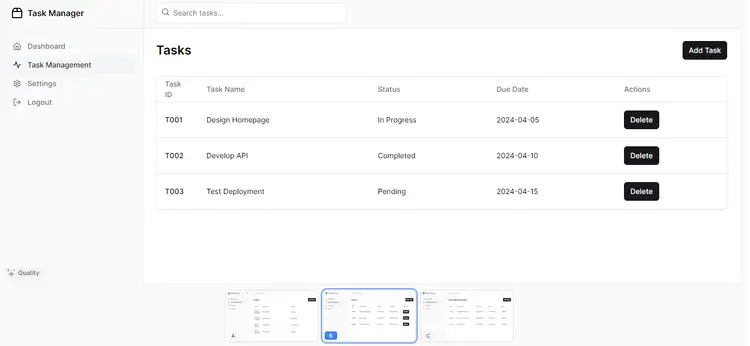 Task Manager
Search tasks...
Dashboard
Task Management
Settings
Logout
Tasks
Add Task
Task ID Task Name Status Due Date Actions
T001 Design Homepage In Progress 2024-04-05 Delete
T002 Develop API Completed 2024-04-10 Delete
T003 Test Deployment Pending 2024-04-15 Delete
Quality
A
B
C